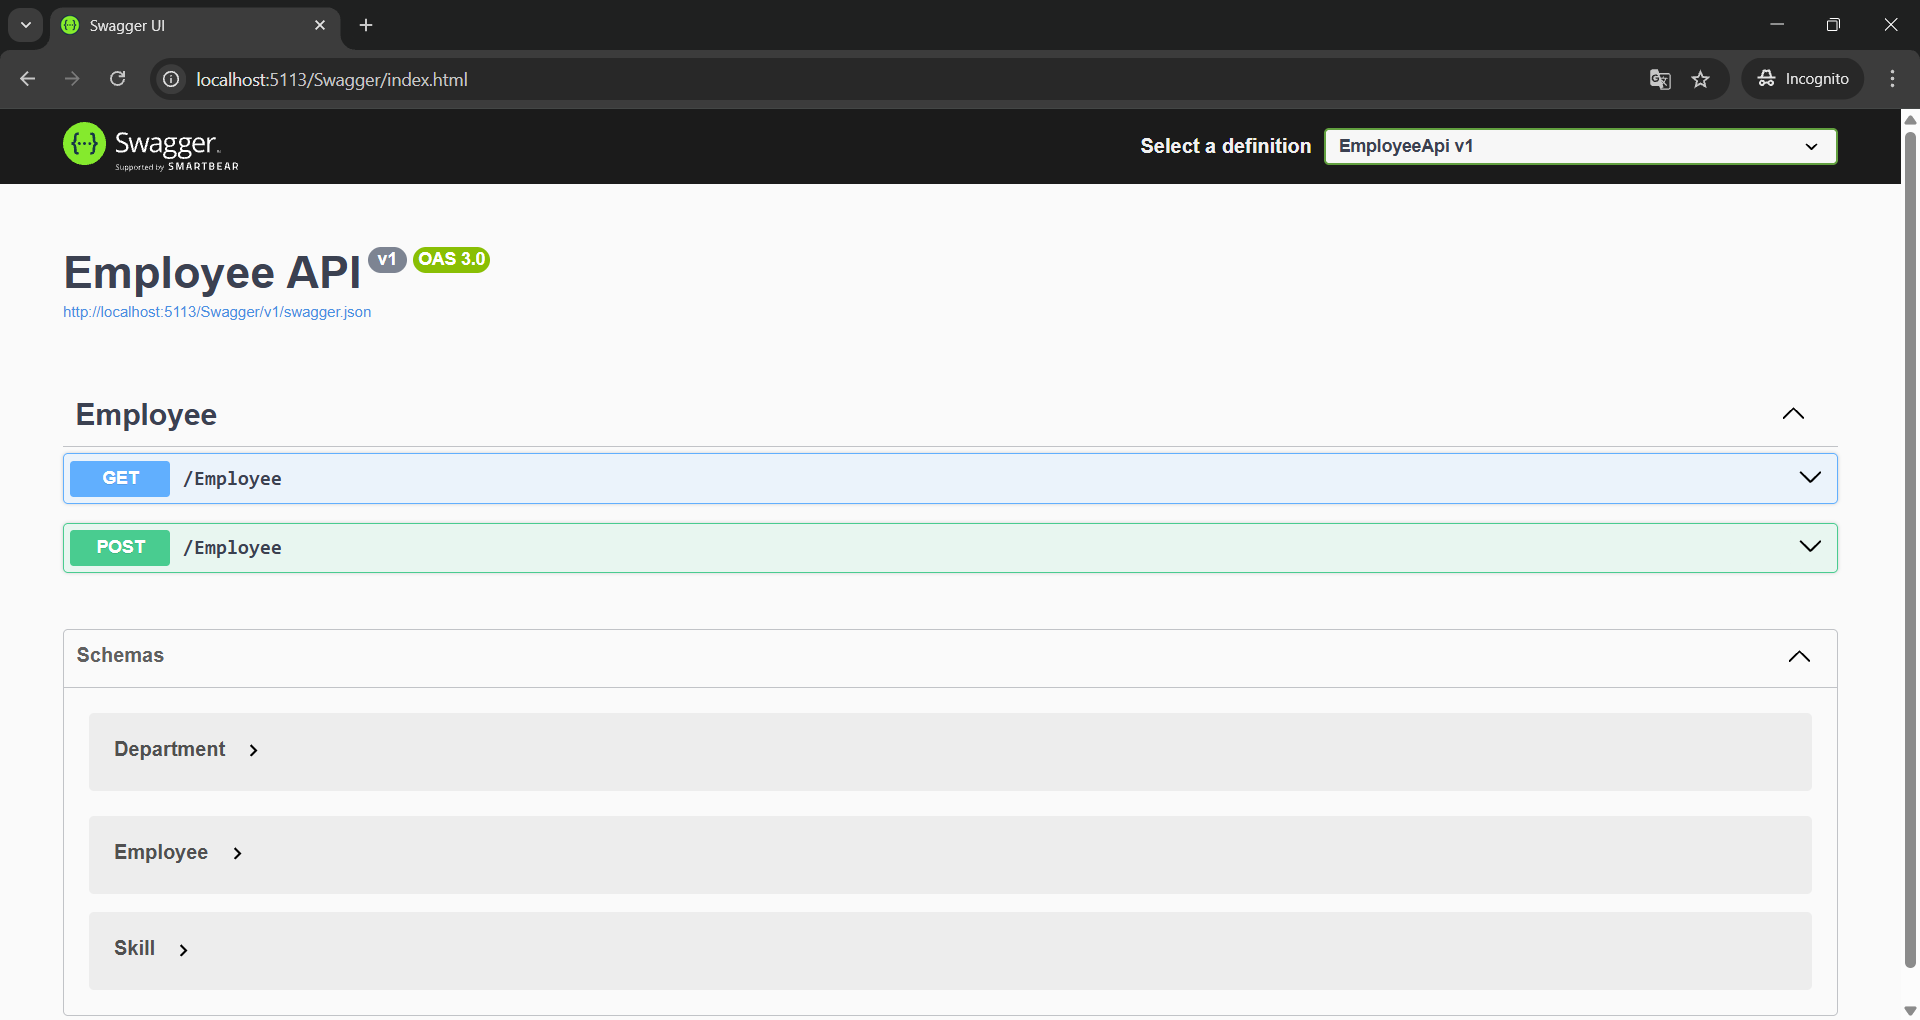 Swagger UI
localhost:5113/Swagger/index.html
Incognito
Swagger
Supported by SMARTBEAR
Select a definition
EmployeeApi v1
Employee API v1 OAS 3.0
http://localhost:5113/Swagger/v1/swagger.json
Employee
GET /Employee
POST /Employee
Schemas
Department
Employee
Skill